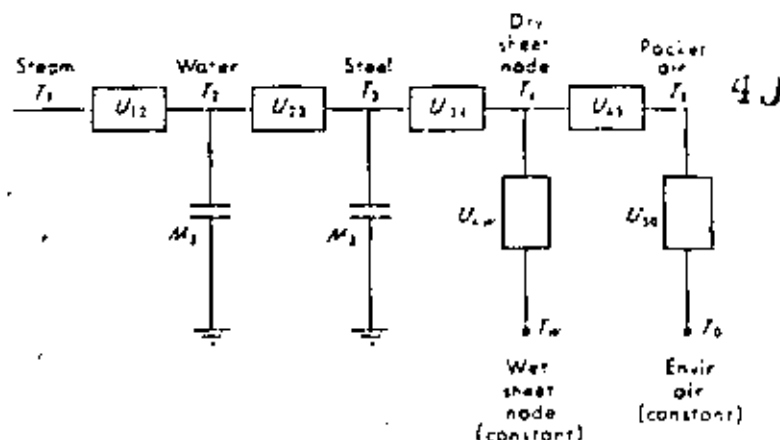 Dry
sheet
node
Steam
Water
Steel
air
T₁
T₂
T₃
T₄
T₅
4J
U₁₂
U₂₃
U₃₄
U₄₅
M₂
M₃
U₄w
U₅₀
Tw
T₀
Wet
sheet
node
(constant)
Envir
air
(constant)